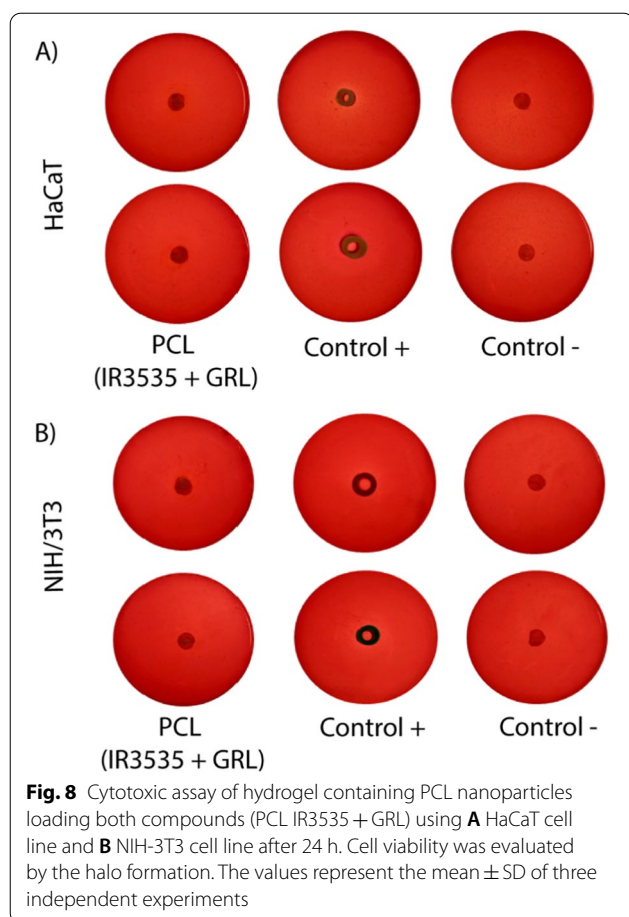 A)
HaCaT
PCL
(IR3535 + GRL)
Control +
Control -
B)
NIH/3T3
PCL
(IR3535 + GRL)
Control +
Control -
Fig. 8 Cytotoxic assay of hydrogel containing PCL nanoparticles
loading both compounds (PCL IR3535 + GRL) using A HaCaT cell
line and B NIH-3T3 cell line after 24 h. Cell viability was evaluated
by the halo formation. The values represent the mean ± SD of three
independent experiments